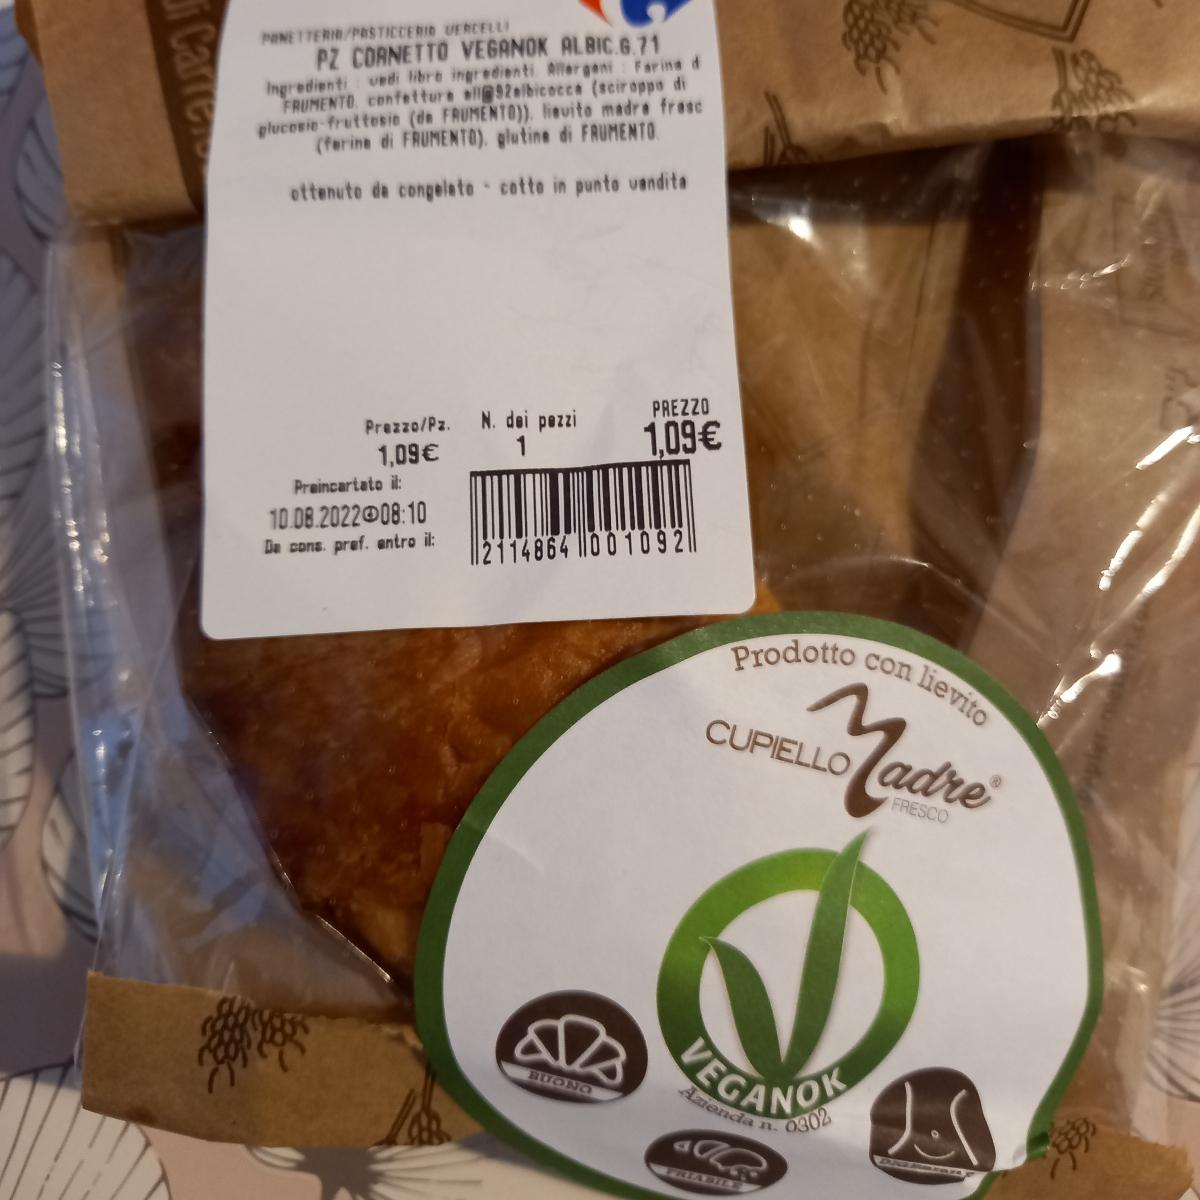 di Carref
PANETTERIA/PASTICCERIA VERCELLI
PZ CORNETTO VEGANOK ALBIC.G.71
Ingredienti : vedi libro ingredienti. Allergeni : Farina d
FRUMENTO, confettura all@92albicocca (sciroppo di
glucosio-fruttosio (da FRUMENTO)), lievito madre fresc
(farina di FRUMENTO), glutine di FRUMENTO.
ottenuto da congelato - cotto in punto vendita
Prezzo/Pz. N. dei pezzi PREZZO
1,09€ 1 1,09€
Preincartato il:
10.08.2022 08:10
Da cons. pref. entro il:
2114864 001092
Prodotto con lievito
CUPIELLO Madre®
FRESCO
VEGANOK
Azienda n. 0302
BUONO
FRIABILE